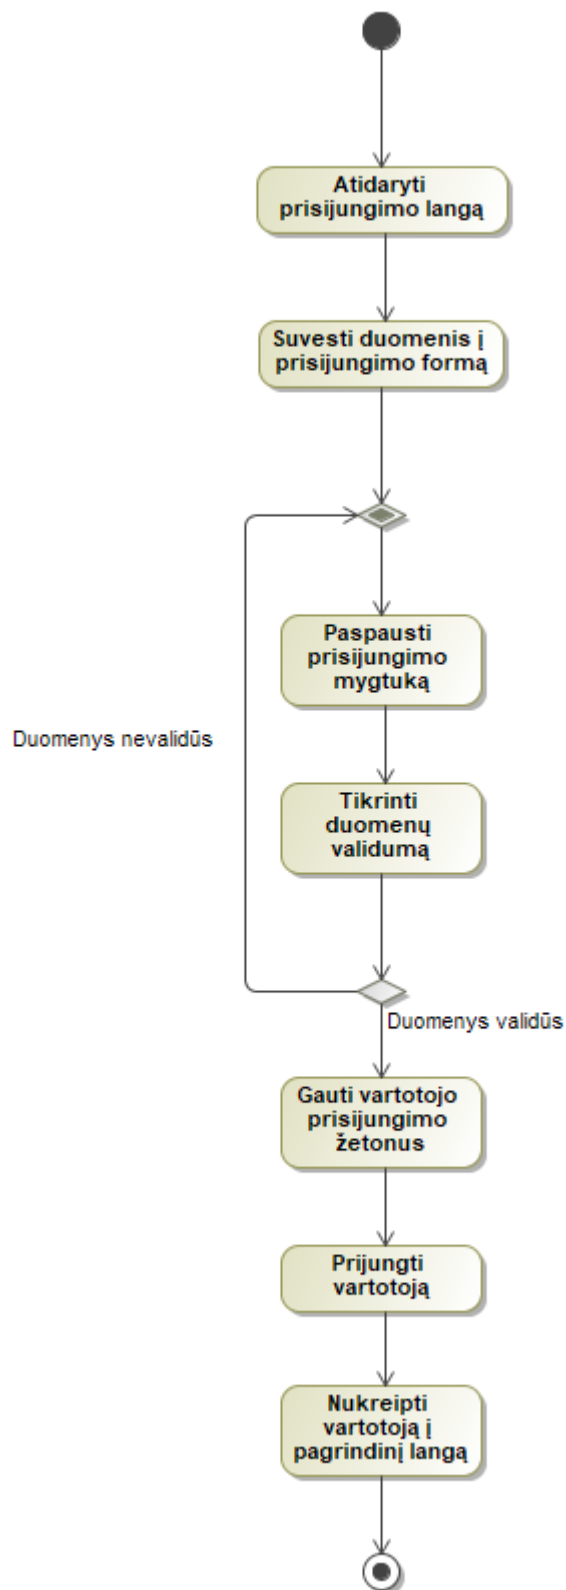 Atidaryti
prisijungimo langą
Suvesti duomenis į
prisijungimo formą
Paspausti
prisijungimo
mygtuką
Duomenys nevalidūs
Tikrinti
duomenų
validumą
Duomenys validūs
Gauti vartotojo
prisijungimo
žetonus
Prijungti
vartotoją
Nukreipti
vartotoją į
pagrindinį langą